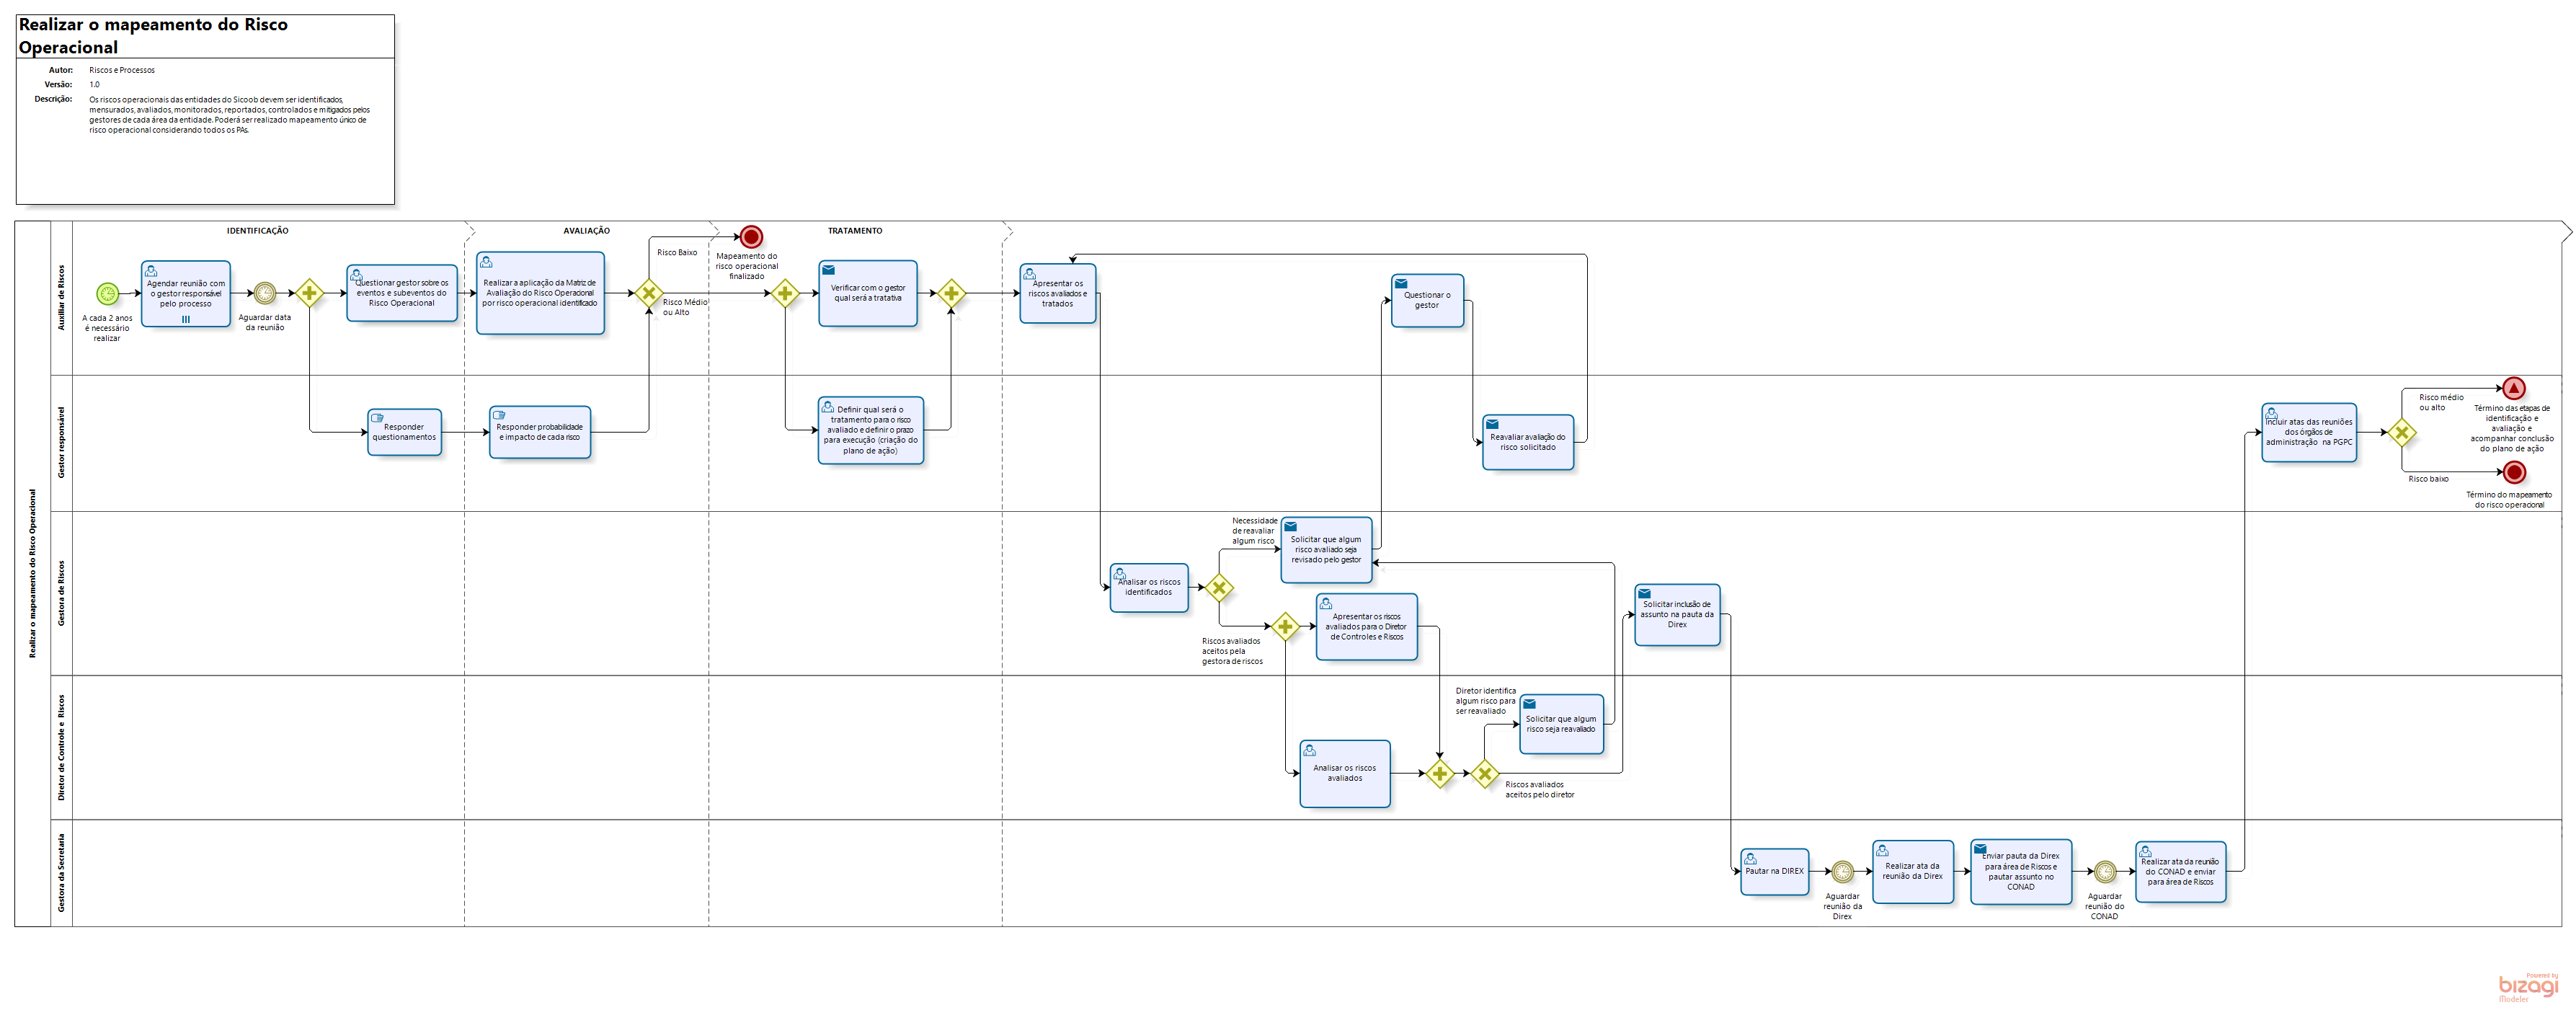 Realizar o mapeamento do Risco
Operacional
Autor: Riscos e Processos
Versão: 1.0
Descrição: Os riscos operacionais das entidades do Sicoob devem ser identificados,
mensurados, avaliados, monitorados, reportados, controlados e mitigados pelos
gestores de cada área da entidade. Poderá ser realizado mapeamento único de
risco operacional considerando todos os PAs.
Realizar o mapeamento do Risco Operacional
IDENTIFICAÇÃO
AVALIAÇÃO
TRATAMENTO
Auxiliar de Riscos
A cada 2 anos
é necessário
realizar
Agendar reunião com
o gestor responsável
pelo processo
Aguardar data
da reunião
Questionar gestor sobre os
eventos e subeventos do
Risco Operacional
Realizar a aplicação da Matriz de
Avaliação do Risco Operacional
por risco operacional identificado
Risco Baixo
Risco Médio
ou Alto
Mapeamento do
risco operacional
finalizado
Verificar com o gestor
qual será a tratativa
Apresentar os
riscos avaliados e
tratados
Questionar o
gestor
Gestor responsável
Responder
questionamentos
Responder probabilidade
e impacto de cada risco
Definir qual será o
tratamento para o risco
avaliado e definir o prazo
para execução (criação do
plano de ação)
Reavaliar avaliação do
risco solicitado
Incluir atas das reuniões
dos órgãos de
administração na PGPC
Risco médio
ou alto
Término das etapas de
identificação e
avaliação e
acompanhar conclusão
do plano de ação
Risco baixo
Término do mapeamento
do risco operacional
Gestora de Riscos
Analisar os riscos
identificados
Necessidade
de reavaliar
algum risco
Solicitar que algum
risco avaliado seja
revisado pelo gestor
Riscos avaliados
aceitos pela
gestora de riscos
Apresentar os riscos
avaliados para o Diretor
de Controles e Riscos
Solicitar inclusão de
assunto na pauta da
Direx
Diretor de Controle e Riscos
Analisar os riscos
avaliados
Diretor identifica
algum risco para
ser reavaliado
Solicitar que algum
risco seja reavaliado
Riscos avaliados
aceitos pelo diretor
Gestora da Secretaria
Pautar na DIREX
Aguardar
reunião da
Direx
Realizar ata da
reunião da Direx
Enviar pauta da Direx
para área de Riscos e
pautar assunto no
CONAD
Aguardar
reunião do
CONAD
Realizar ata da reunião
do CONAD e enviar
para área de Riscos
Powered by
bizagi
Modeler